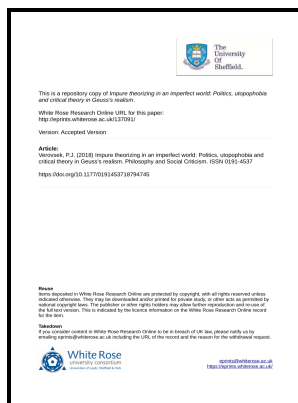 The
University
Of
Sheffield.
This is a repository copy of Impure theorizing in an imperfect world: Politics, utopophobia
and critical theory in Geuss's realism.
White Rose Research Online URL for this paper:
http://eprints.whiterose.ac.uk/137091/
Version: Accepted Version
Article:
Verovsek, P.J. (2018) Impure theorizing in an imperfect world: Politics, utopophobia and
critical theory in Geuss's realism. Philosophy and Social Criticism. ISSN 0191-4537
https://doi.org/10.1177/0191453718794745
Reuse
Items deposited in White Rose Research Online are protected by copyright, with all rights reserved unless
indicated otherwise. They may be downloaded and/or printed for private study, or other acts as permitted by
national copyright laws. The publisher or other rights holders may allow further reproduction and re-use of
the full text version. This is indicated by the licence information on the White Rose Research Online record
for the item.
Takedown
If you consider content in White Rose Research Online to be in breach of UK law, please notify us by
emailing eprints@whiterose.ac.uk including the URL of the record and the reason for the withdrawal request.
White Rose
university consortium
Universities of Leeds, Sheffield & York
eprints@whiterose.ac.uk
https://eprints.whiterose.ac.uk/